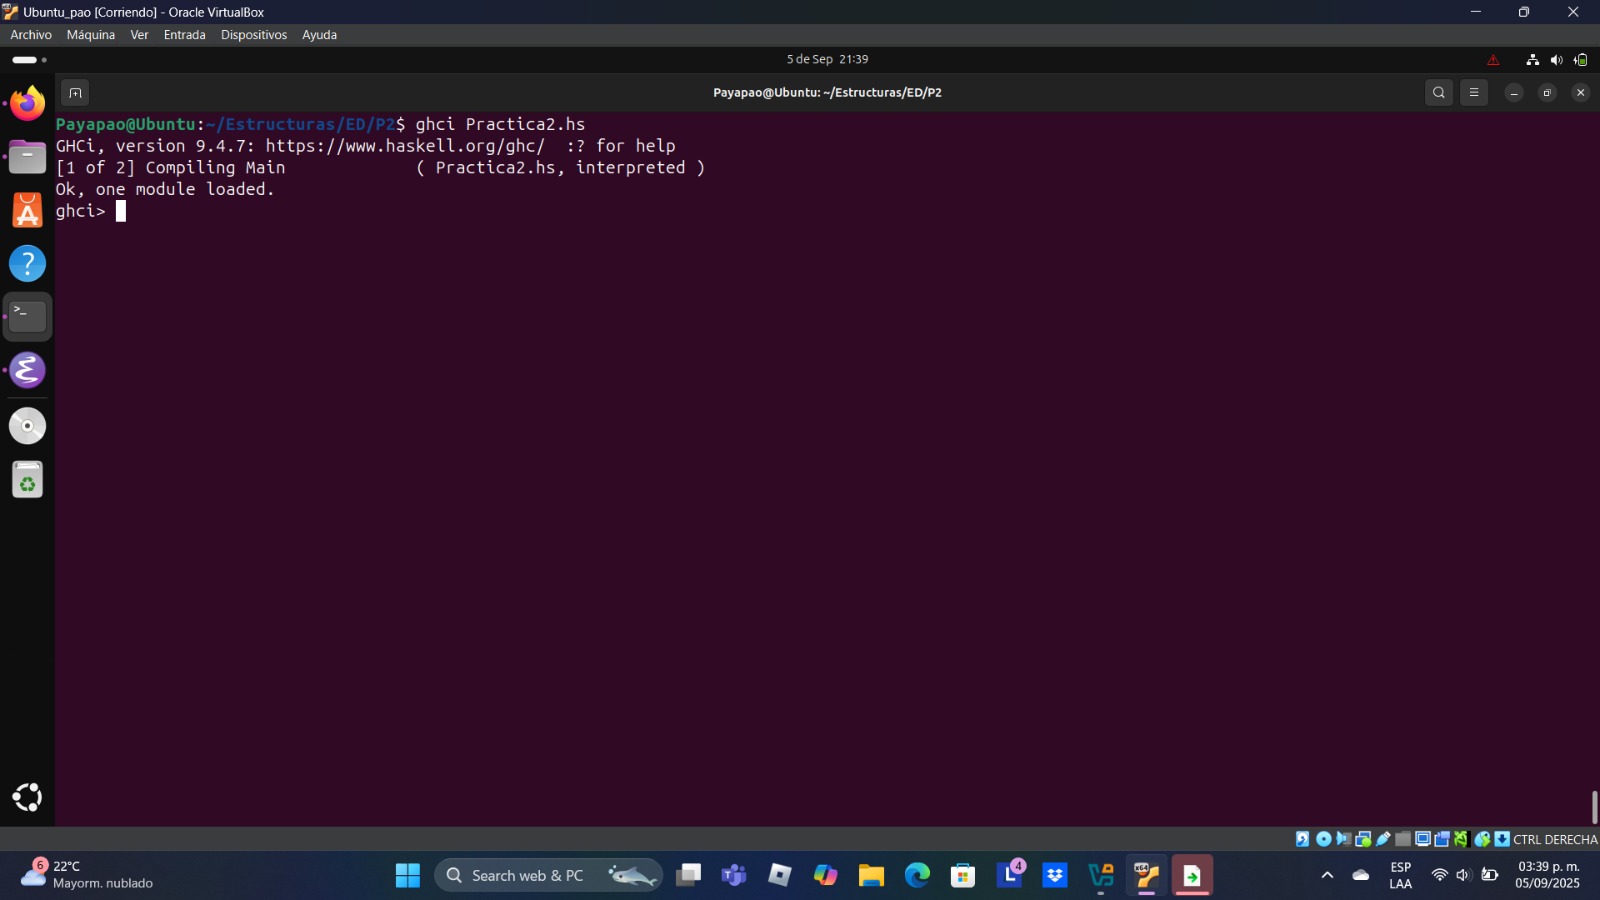 Ubuntu_pao [Corriendo] - Oracle VirtualBox
Archivo Máquina Ver Entrada Dispositivos Ayuda
5 de Sep 21:39
Payapao@Ubuntu: ~/Estructuras/ED/P2
Payapao@Ubuntu:~/Estructuras/ED/P2$ ghci Practica2.hs
GHCi, version 9.4.7: https://www.haskell.org/ghc/  :? for help
[1 of 2] Compiling Main             ( Practica2.hs, interpreted )
Ok, one module loaded.
ghci>
CTRL DERECHA
6
22°C
Mayorm. nublado
Search web & PC
4
ESP
LAA
03:39 p. m.
05/09/2025